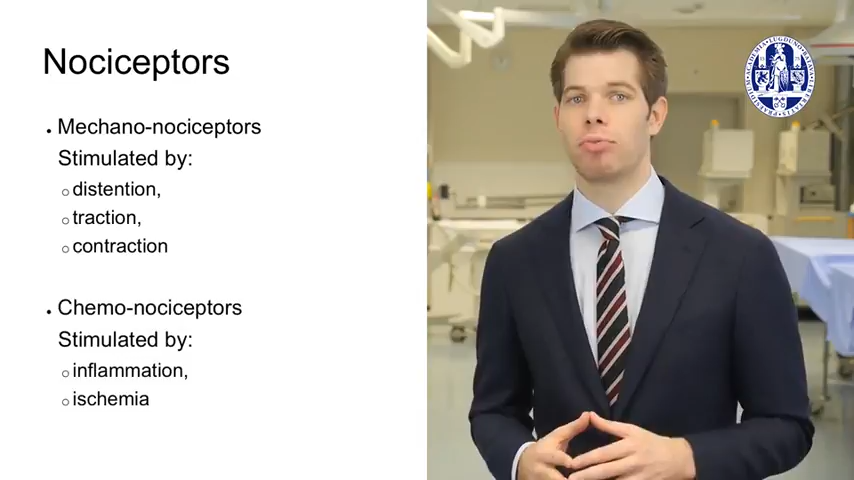 Nociceptors
• Mechano-nociceptors
Stimulated by:
○ distention,
○ traction,
○ contraction
• Chemo-nociceptors
Stimulated by:
○ inflammation,
○ ischemia